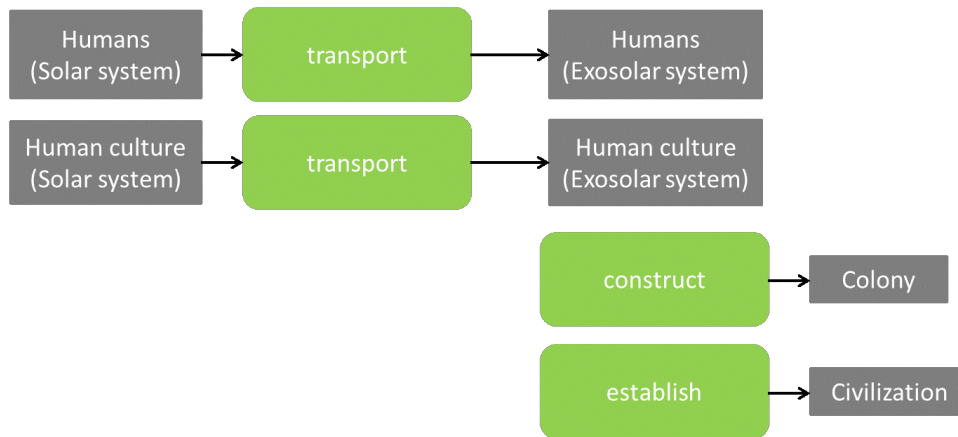 Humans
(Solar system)
transport
Humans
(Exosolar system)
Human culture
(Solar system)
transport
Human culture
(Exosolar system)
construct
Colony
establish
Civilization